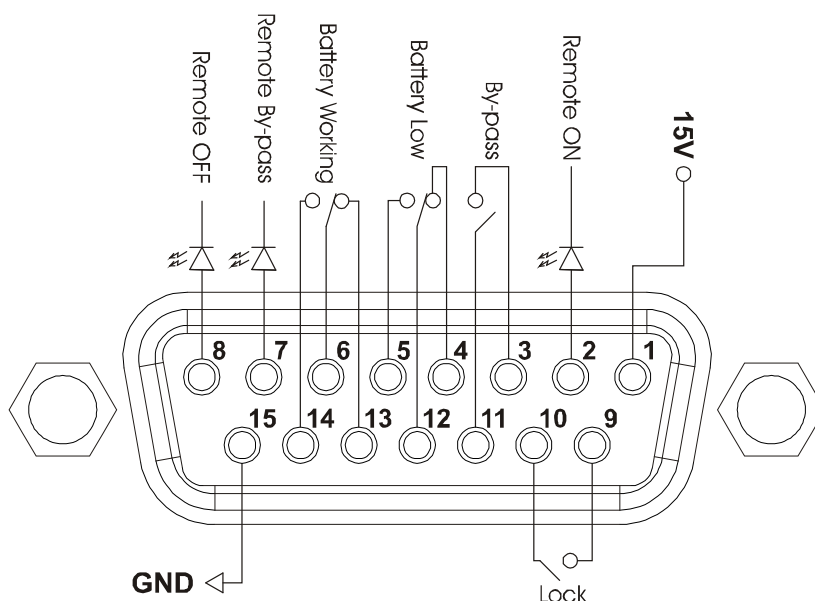 Remote OFF
Remote By-pass
Battery Working
Battery Low
By-pass
Remote ON
15V
8 7 6 5 4 3 2 1
15 14 13 12 11 10 9
GND
Lock